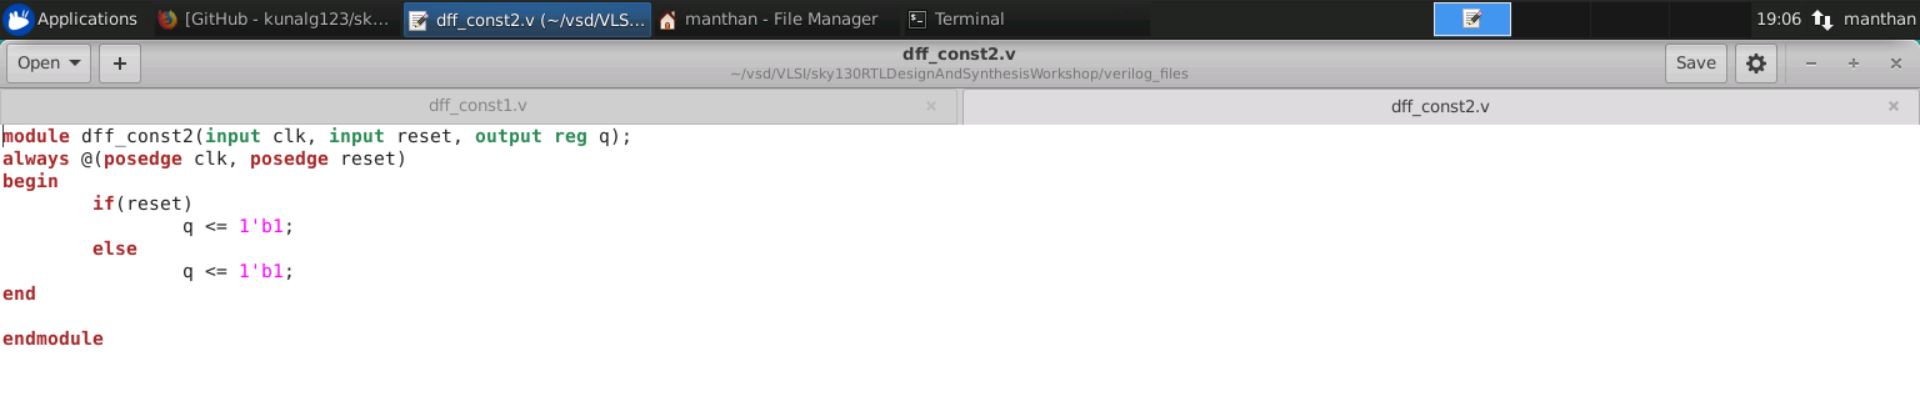 Applications [GitHub - kunalg123/sk... dff_const2.v (~/vsd/VLS... manthan - File Manager Terminal 19:06 manthan
Open + dff_const2.v Save
~/vsd/VLSI/sky130RTLDesignAndSynthesisWorkshop/verilog_files
dff_const1.v × dff_const2.v ×
module dff_const2(input clk, input reset, output reg q);
always @(posedge clk, posedge reset)
begin
	if(reset)
		q <= 1'b1;
	else
		q <= 1'b1;
end
endmodule